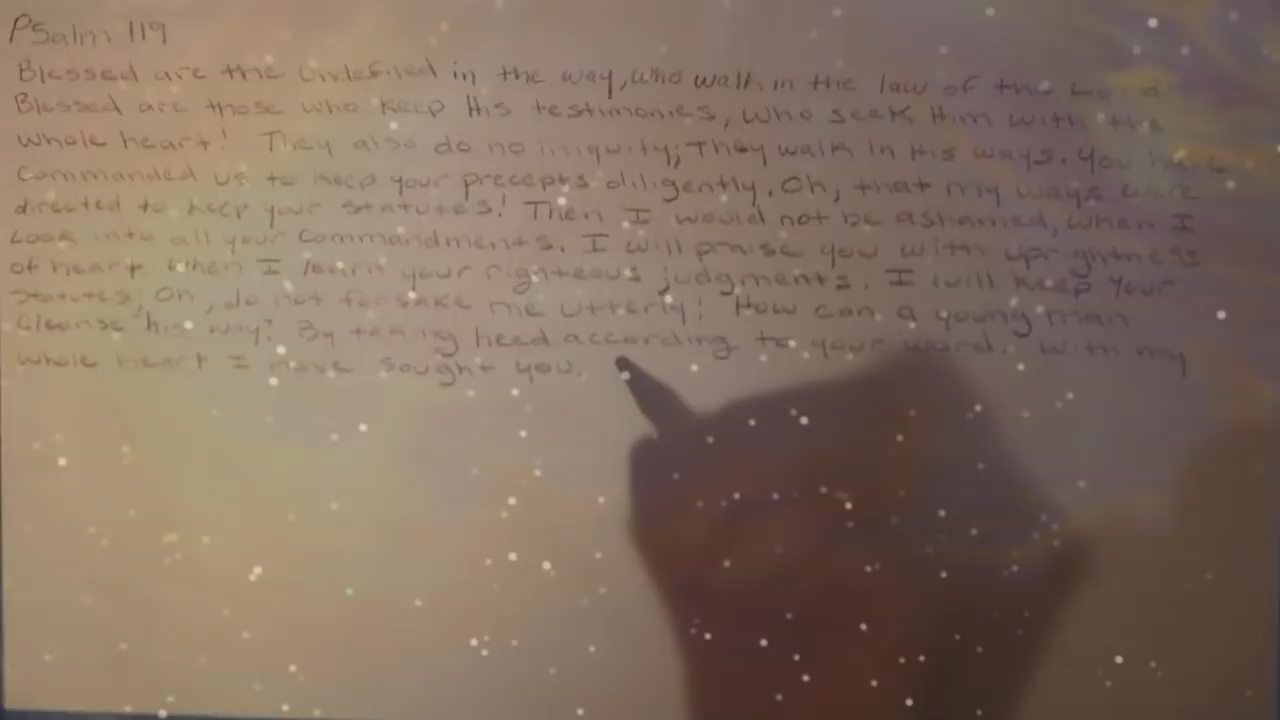 Psalm 119
Blessed are the undefiled in the way, who walk in the law of the
Blessed are those who keep His testimonies, who seek Him with the
whole heart! They also do no iniquity; They walk in His ways. You have
commanded us to keep your precepts diligently. Oh, that my ways were
directed to keep your statutes! Then I would not be ashamed, when I
Look into all your commandments. I will praise you with uprightness
of heart when I learn your righteous judgments. I will keep your
statutes; Oh, do not forsake me utterly! How can a young man
cleanse his way? By taking heed according to your word. With my
whole heart I have sought you.